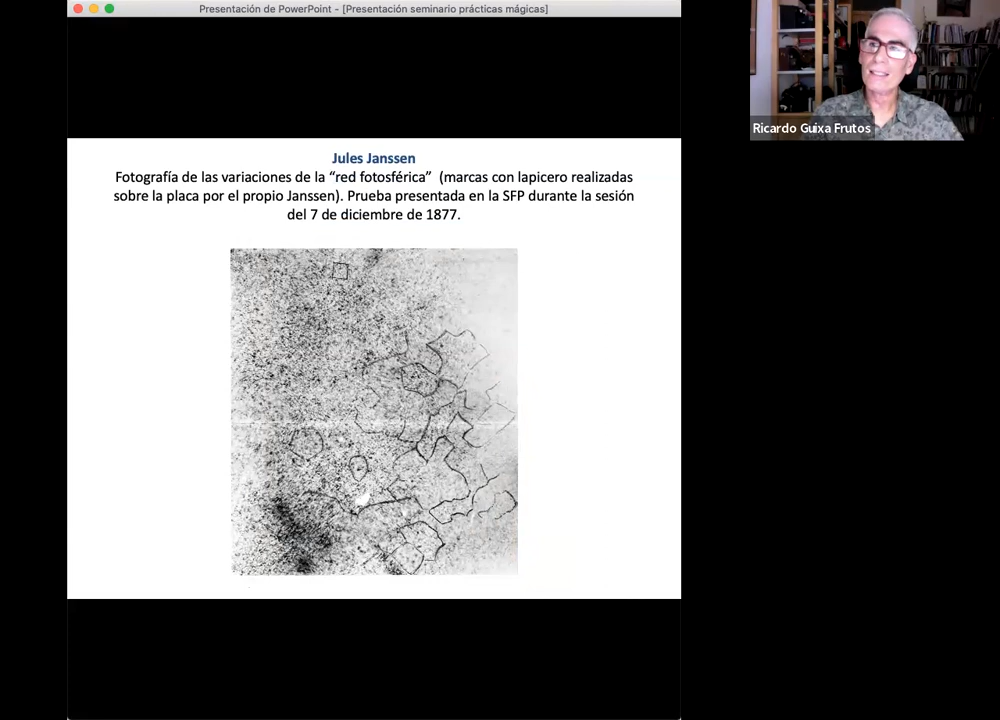 Presentación de PowerPoint - [Presentación seminario prácticas mágicas]
Jules Janssen
Fotografía de las variaciones de la “red fotosférica” (marcas con lapicero realizadas
sobre la placa por el propio Janssen). Prueba presentada en la SFP durante la sesión
del 7 de diciembre de 1877.
Ricardo Guixa Frutos